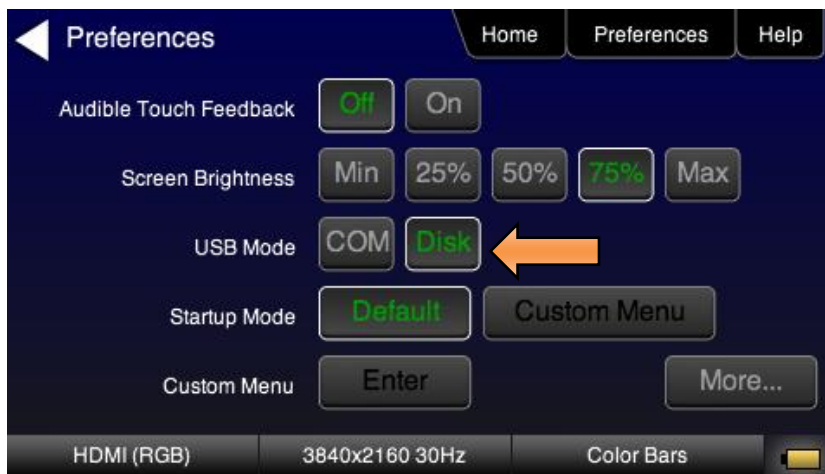 Preferences Home Preferences Help
Audible Touch Feedback Off On
Screen Brightness Min 25% 50% 75% Max
USB Mode COM Disk
Startup Mode Default Custom Menu
Custom Menu Enter More...
HDMI (RGB) 3840x2160 30Hz Color Bars